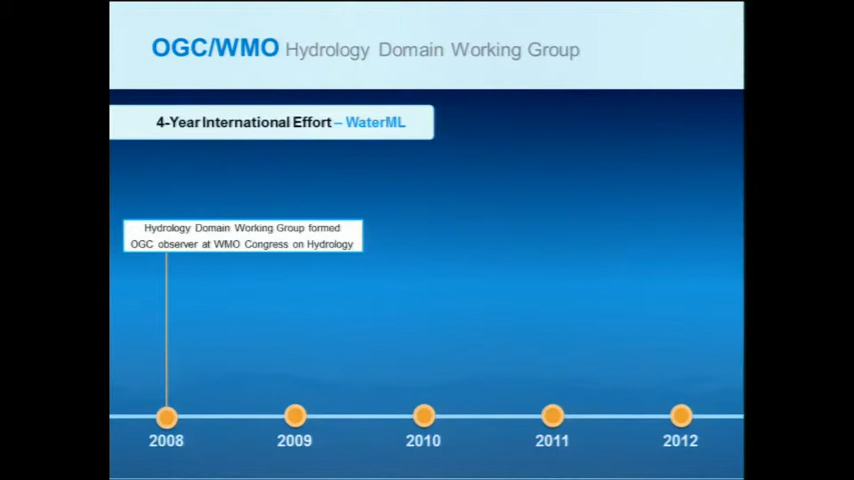 OGC/WMO Hydrology Domain Working Group
4-Year International Effort – WaterML
Hydrology Domain Working Group formed
OGC observer at WMO Congress on Hydrology
2008 2009 2010 2011 2012